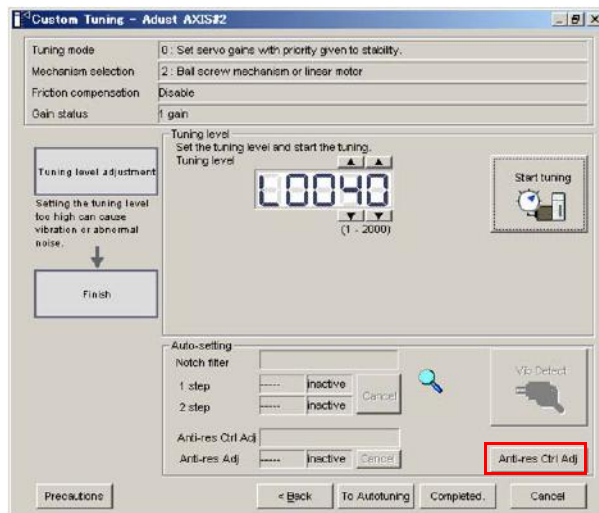 Custom Tuning - Adust AXIS#2
Tuning mode
0 : Set servo gains with priority given to stabilty.
Mechanism selection
2 : Ball screw mechanism or linear motor
Friction compensation
Disable
Gain status
1 gain
Tuning level adjustment
Setting the tuning level
too high can cause
vibration or abnormal
noise.
Finish
Tuning level
Set the tuning level and start the tuning.
Tuning level
L0040
(1 - 2000)
Start tuning
Auto-setting
Notch filter
1 step
-----
inactive
2 step
-----
inactive
Cancel
Anti-res Ctrl Adj
Anti-res Adj
-----
inactive
Cancel
Vib Detect
Anti-res Ctrl Adj
Precautions
< Back
To Autotuning
Completed.
Cancel